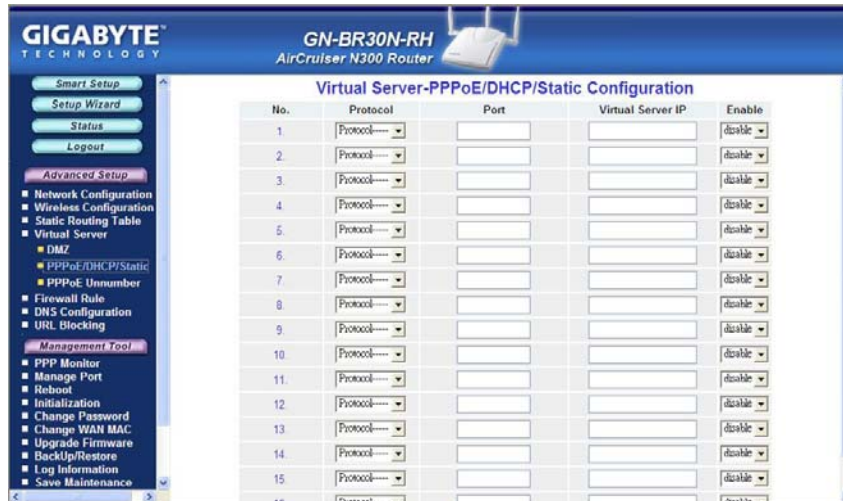 GIGABYTE™
TECHNOLOGY
GN-BR30N-RH
AirCruiser N300 Router
Smart Setup
Setup Wizard
Status
Logout
Advanced Setup
Network Configuration
Wireless Configuration
Static Routing Table
Virtual Server
DMZ
PPPoE/DHCP/Static
PPPoE Unnumber
Firewall Rule
DNS Configuration
URL Blocking
Management Tool
PPP Monitor
Manage Port
Reboot
Initialization
Change Password
Change WAN MAC
Upgrade Firmware
BackUp/Restore
Log Information
Save Maintenance
Virtual Server-PPPoE/DHCP/Static Configuration
No. Protocol Port Virtual Server IP Enable
1. Protocol----- disable
2. Protocol----- disable
3. Protocol----- disable
4. Protocol----- disable
5. Protocol----- disable
6. Protocol----- disable
7. Protocol----- disable
8. Protocol----- disable
9. Protocol----- disable
10. Protocol----- disable
11. Protocol----- disable
12. Protocol----- disable
13. Protocol----- disable
14. Protocol----- disable
15. Protocol----- disable